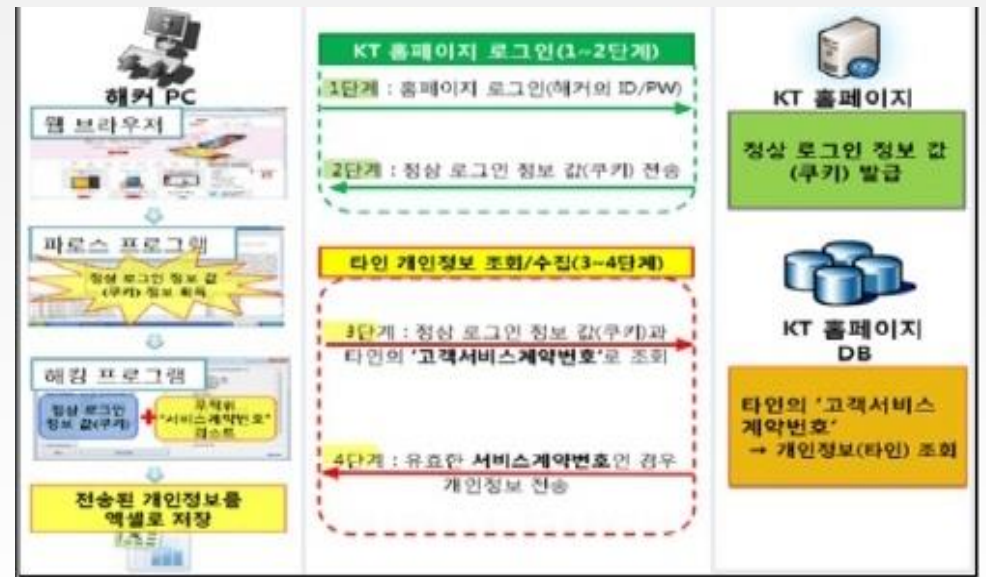 해커 PC
웹 브라우저
파로스 프로그램
정상 로그인 정보 값
(쿠키) 정보 획득
해킹 프로그램
정상 로그인
정보 값(쿠키)
+
무작위
"서비스계약번호"
리스트
전송된 개인정보를
엑셀로 저장
KT 홈페이지 로그인(1~2단계)
1단계 : 홈페이지 로그인(해커의 ID/PW)
2단계 : 정상 로그인 정보 값(쿠키) 전송
타인 개인정보 조회/수집(3~4단계)
3단계 : 정상 로그인 정보 값(쿠키)과
타인의 '고객서비스계약번호'로 조회
4단계 : 유효한 서비스계약번호인 경우
개인정보 전송
KT 홈페이지
정상 로그인 정보 값
(쿠키) 발급
KT 홈페이지
DB
타인의 '고객서비스
계약번호'
→ 개인정보(타인) 조회